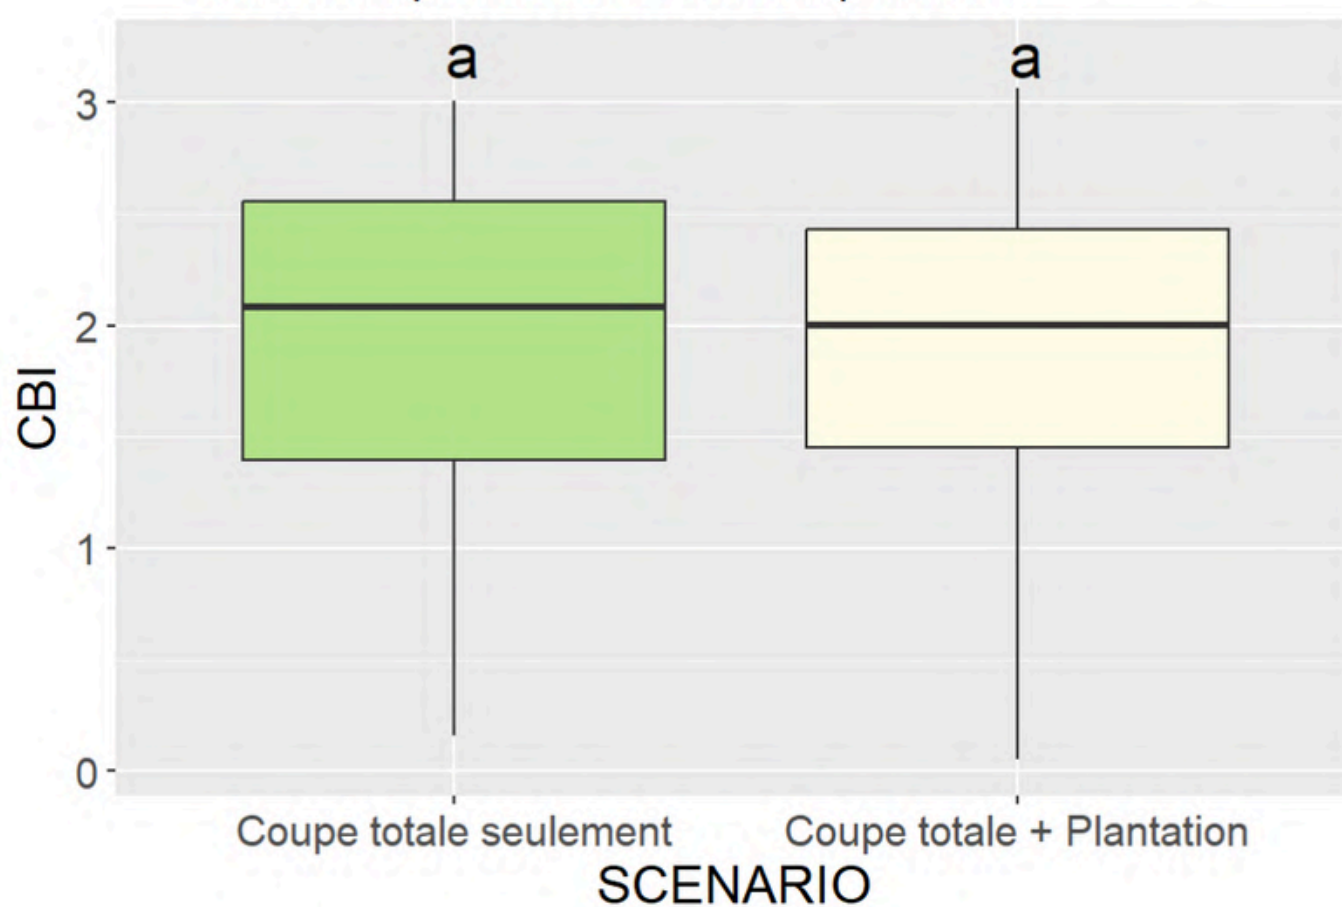 a a
3
2
1
0
CBI
Coupe totale seulement Coupe totale + Plantation
SCENARIO